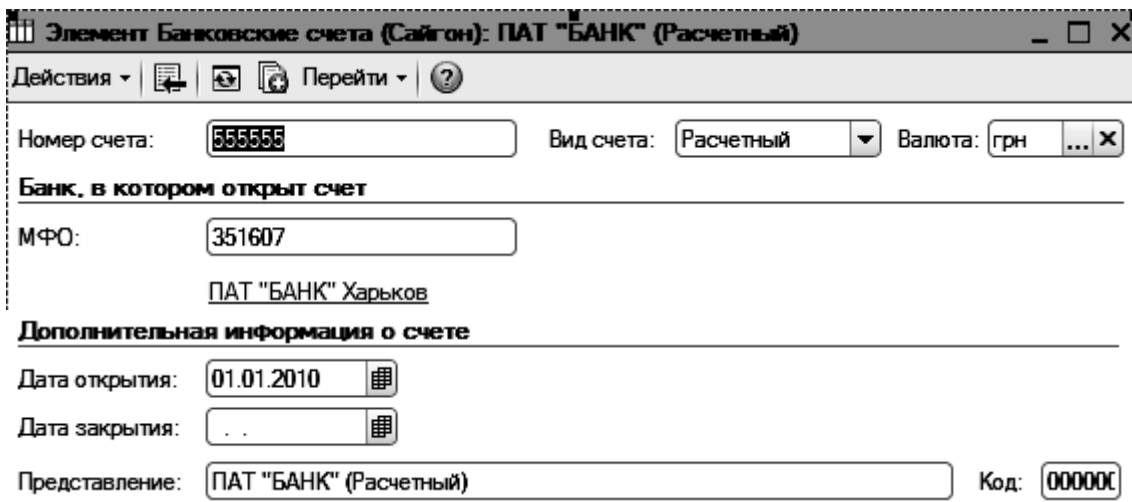 Элемент Банковские счета (Сайгон): ПАТ "БАНК" (Расчетный)
Действия Перейти
Номер счета: 555555 Вид счета: Расчетный Валюта: грн ...
Банк, в котором открыт счет
МФО: 351607
ПАТ "БАНК" Харьков
Дополнительная информация о счете
Дата открытия: 01.01.2010
Дата закрытия: . .
Представление: ПАТ "БАНК" (Расчетный) Код: 00000